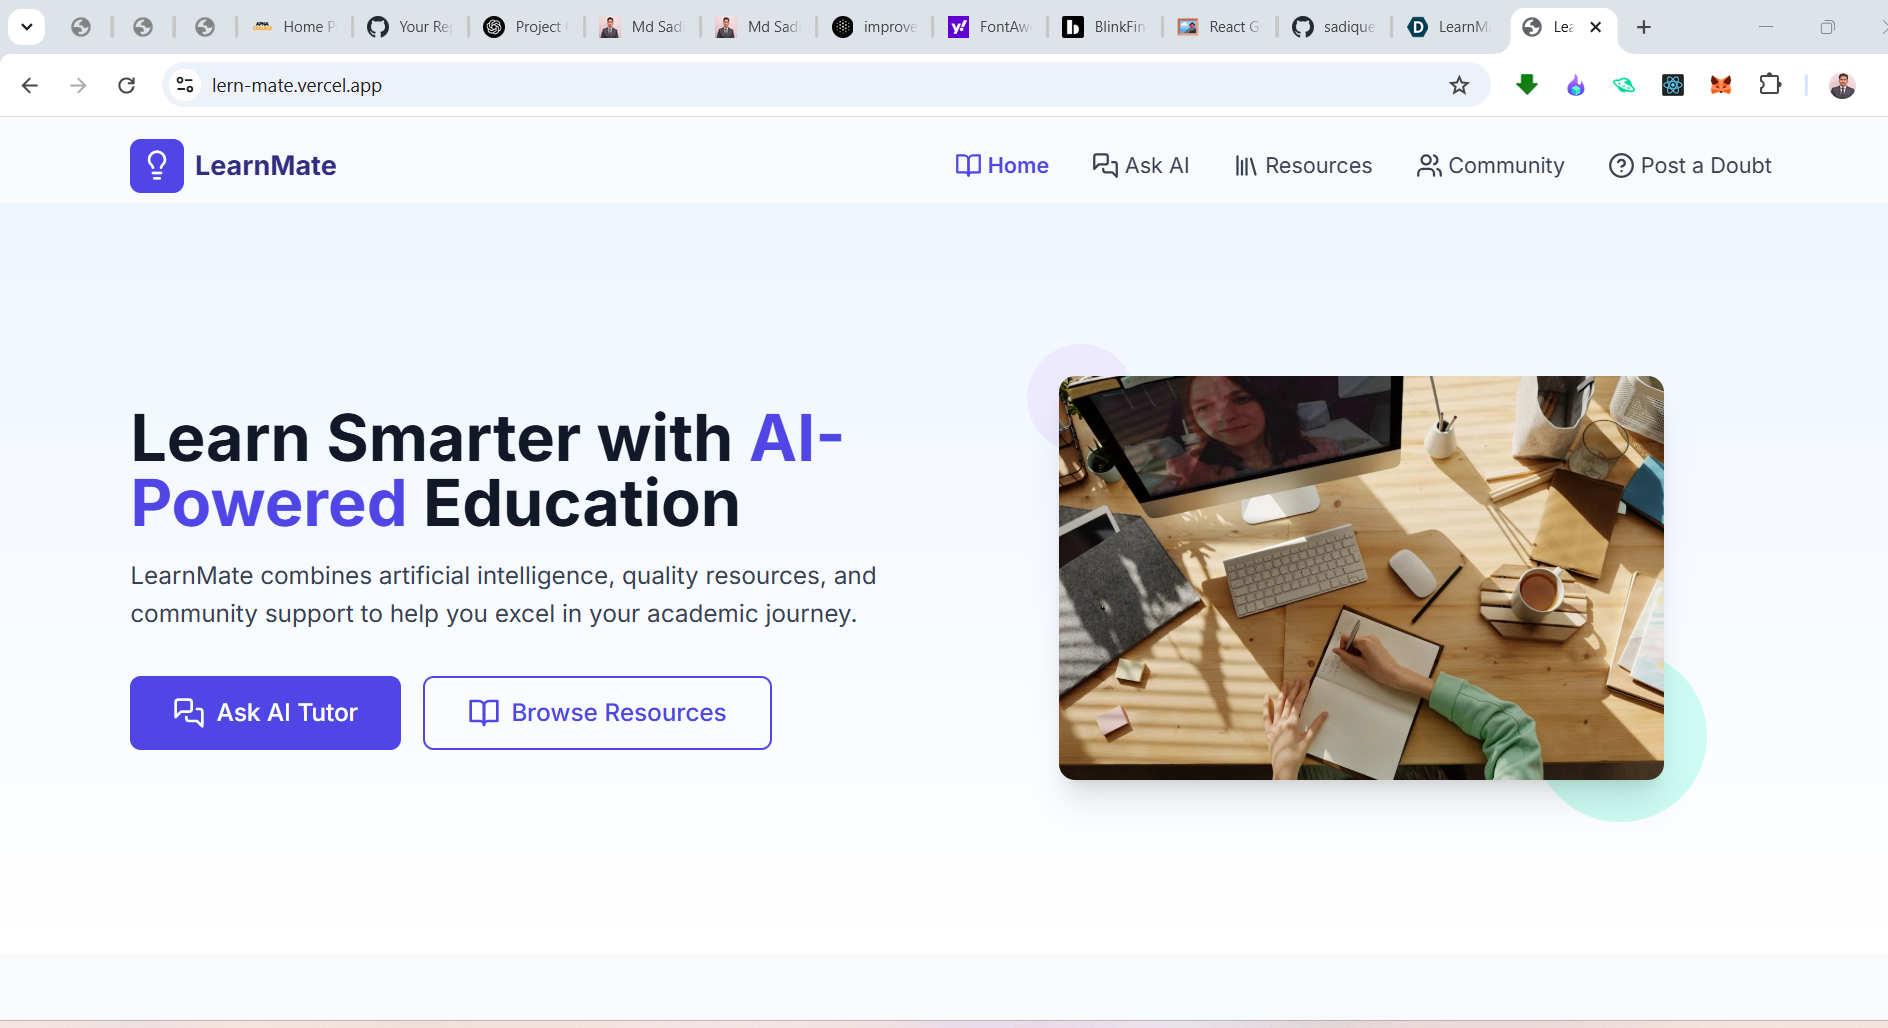 Home P
Your Re
Project
Md Sadi
Md Sad
improve
FontAw
BlinkFin
React G
sadique
LearnM
Lea
lern-mate.vercel.app
LearnMate
Home
Ask AI
Resources
Community
Post a Doubt
Learn Smarter with AI-
Powered Education
LearnMate combines artificial intelligence, quality resources, and
community support to help you excel in your academic journey.
Ask AI Tutor
Browse Resources